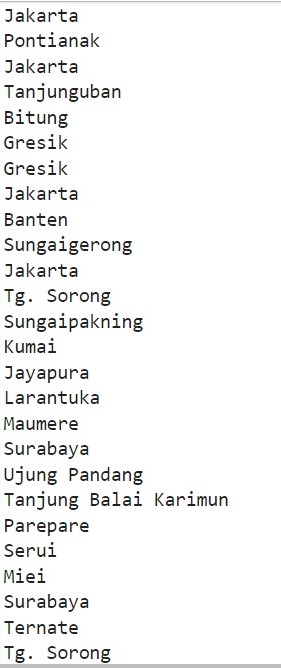 Jakarta
Pontianak
Jakarta
Tanjunguban
Bitung
Gresik
Gresik
Jakarta
Banten
Sungaigerong
Jakarta
Tg. Sorong
Sungaipakning
Kumai
Jayapura
Larantuka
Maumere
Surabaya
Ujung Pandang
Tanjung Balai Karimun
Parepare
Serui
Miei
Surabaya
Ternate
Tg. Sorong